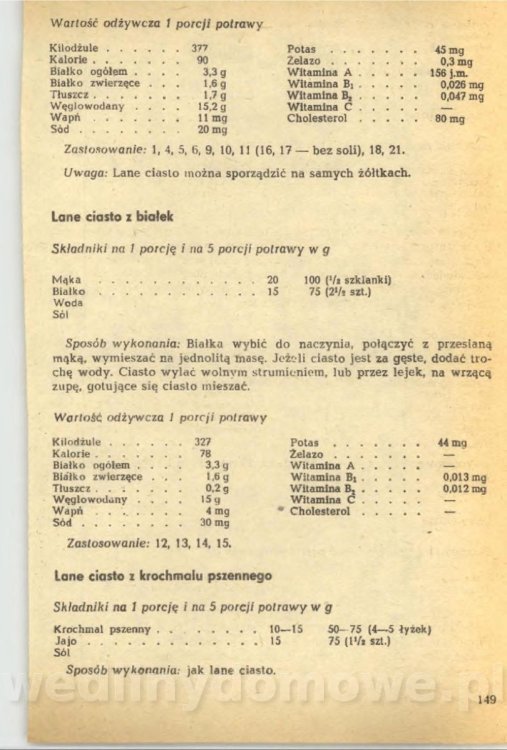 Wartość odżywcza 1 porcji potrawy
Kilodżule . . . . . . 377
Kalorie . . . . . . . 90
Białko ogółem . . . . 3,3 g
Białko zwierzęce . . . 1,6 g
Tłuszcz . . . . . . . 1,7 g
Węglowodany . . . . 15,2 g
Wapń . . . . . . . 11 mg
Sód . . . . . . . . 20 mg
Potas . . . . . . . 45 mg
Żelazo . . . . . . . 0,3 mg
Witamina A . . . . . 156 j.m.
Witamina B₁ . . . . . 0,026 mg
Witamina B₂ . . . . . 0,047 mg
Witamina C . . . . . —
Cholesterol . . . . . 80 mg
Zastosowanie: 1, 4, 5, 6, 9, 10, 11 (16, 17 — bez soli), 18, 21.
Uwaga: Lane ciasto można sporządzić na samych żółtkach.
Lane ciasto z białek
Składniki na 1 porcję i na 5 porcji potrawy w g
Mąka . . . . . . . . . . . . 20 100 (¹/₂ szklanki)
Białko . . . . . . . . . . . . 15 75 (2¹/₂ szt.)
Woda
Sól
Sposób wykonania: Białka wybić do naczynia, połączyć z przesianą
mąką, wymieszać na jednolitą masę. Jeżeli ciasto jest za gęste, dodać tro-
chę wody. Ciasto wylać wolnym strumieniem, lub przez lejek, na wrzącą
zupę, gotujące się ciasto mieszać.
Wartość odżywcza 1 porcji potrawy
Kilodżule . . . . . . 327
Kalorie . . . . . . . 78
Białko ogółem . . . . 3,3 g
Białko zwierzęce . . . 1,6 g
Tłuszcz . . . . . . . 0,2 g
Węglowodany . . . . 15 g
Wapń . . . . . . . 4 mg
Sód . . . . . . . . 30 mg
Potas . . . . . . . 44 mg
Żelazo . . . . . . . —
Witamina A . . . . . —
Witamina B₁ . . . . . 0,013 mg
Witamina B₂ . . . . . 0,012 mg
Witamina C . . . . . —
Cholesterol . . . . . —
Zastosowanie: 12, 13, 14, 15.
Lane ciasto z krochmalu pszennego
Składniki na 1 porcję i na 5 porcji potrawy w g
Krochmal pszenny . . . . . . . 10—15 50—75 (4—5 łyżek)
Jajo . . . . . . . . . . . . 15 75 (1¹/₂ szt.)
Sól
Sposób wykonania: jak lane ciasto.
wedlinydomowe.pl
149